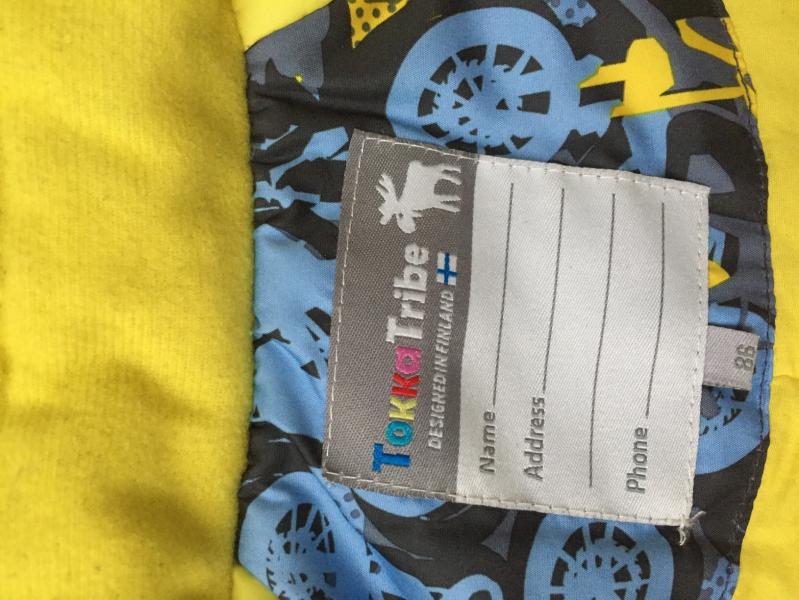 TOKKATribe
DESIGNED IN FINLAND
Name
Address
Phone
86